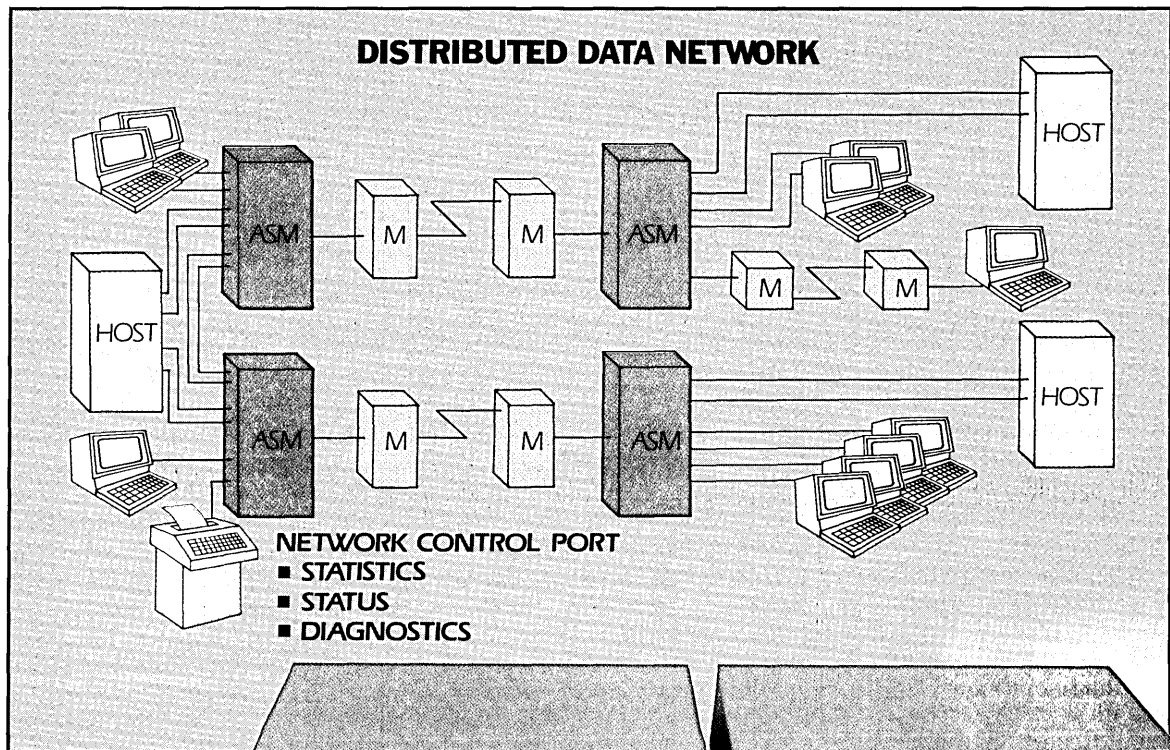 DISTRIBUTED DATA NETWORK
HOST
ASM
M
M
ASM
M
M
HOST
HOST
ASM
M
M
ASM
NETWORK CONTROL PORT
■ STATISTICS
■ STATUS
■ DIAGNOSTICS